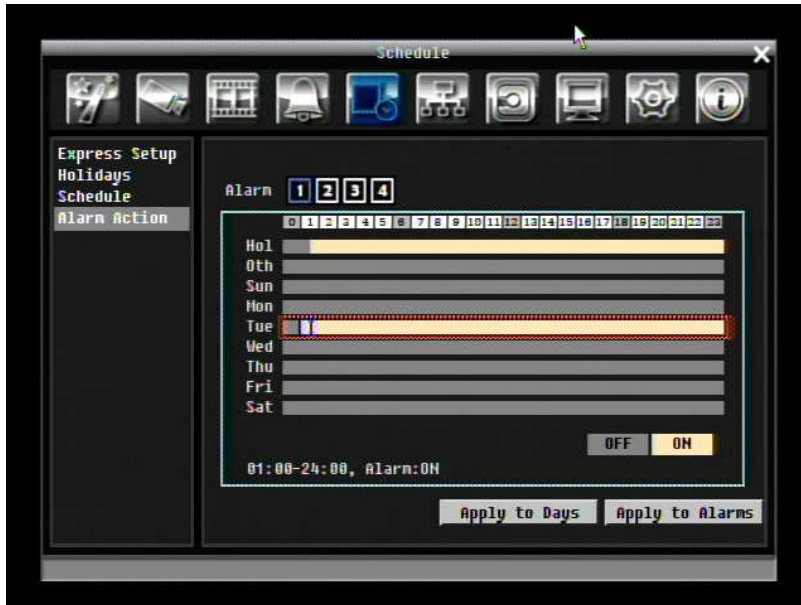 Schedule
X
Express Setup
Holidays
Schedule
Alarm Action
Alarm 1 2 3 4
0 1 2 3 4 5 6 7 8 9 10 11 12 13 14 15 16 17 18 19 20 21 22 23
Hol
Oth
Sun
Mon
Tue
Wed
Thu
Fri
Sat
OFF ON
01:00-24:00, Alarm:ON
Apply to Days Apply to Alarms